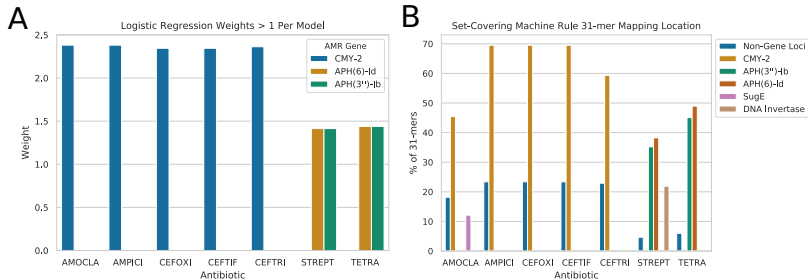 A
Logistic Regression Weights > 1 Per Model
2.5
2.0
1.5
1.0
0.5
0.0
Weight
AMR Gene
CMY-2
APH(6)-Id
APH(3'')-Ib
AMOCLA AMPICI CEFOXI CEFTIF CEFTRI STREPT TETRA
Antibiotic
B
Set-Covering Machine Rule 31-mer Mapping Location
70
60
50
40
30
20
10
0
% of 31-mers
Non-Gene Loci
CMY-2
APH(3'')-Ib
APH(6)-Id
SugE
DNA Invertase
AMOCLA AMPICI CEFOXI CEFTIF CEFTRI STREPT TETRA
Antibiotic